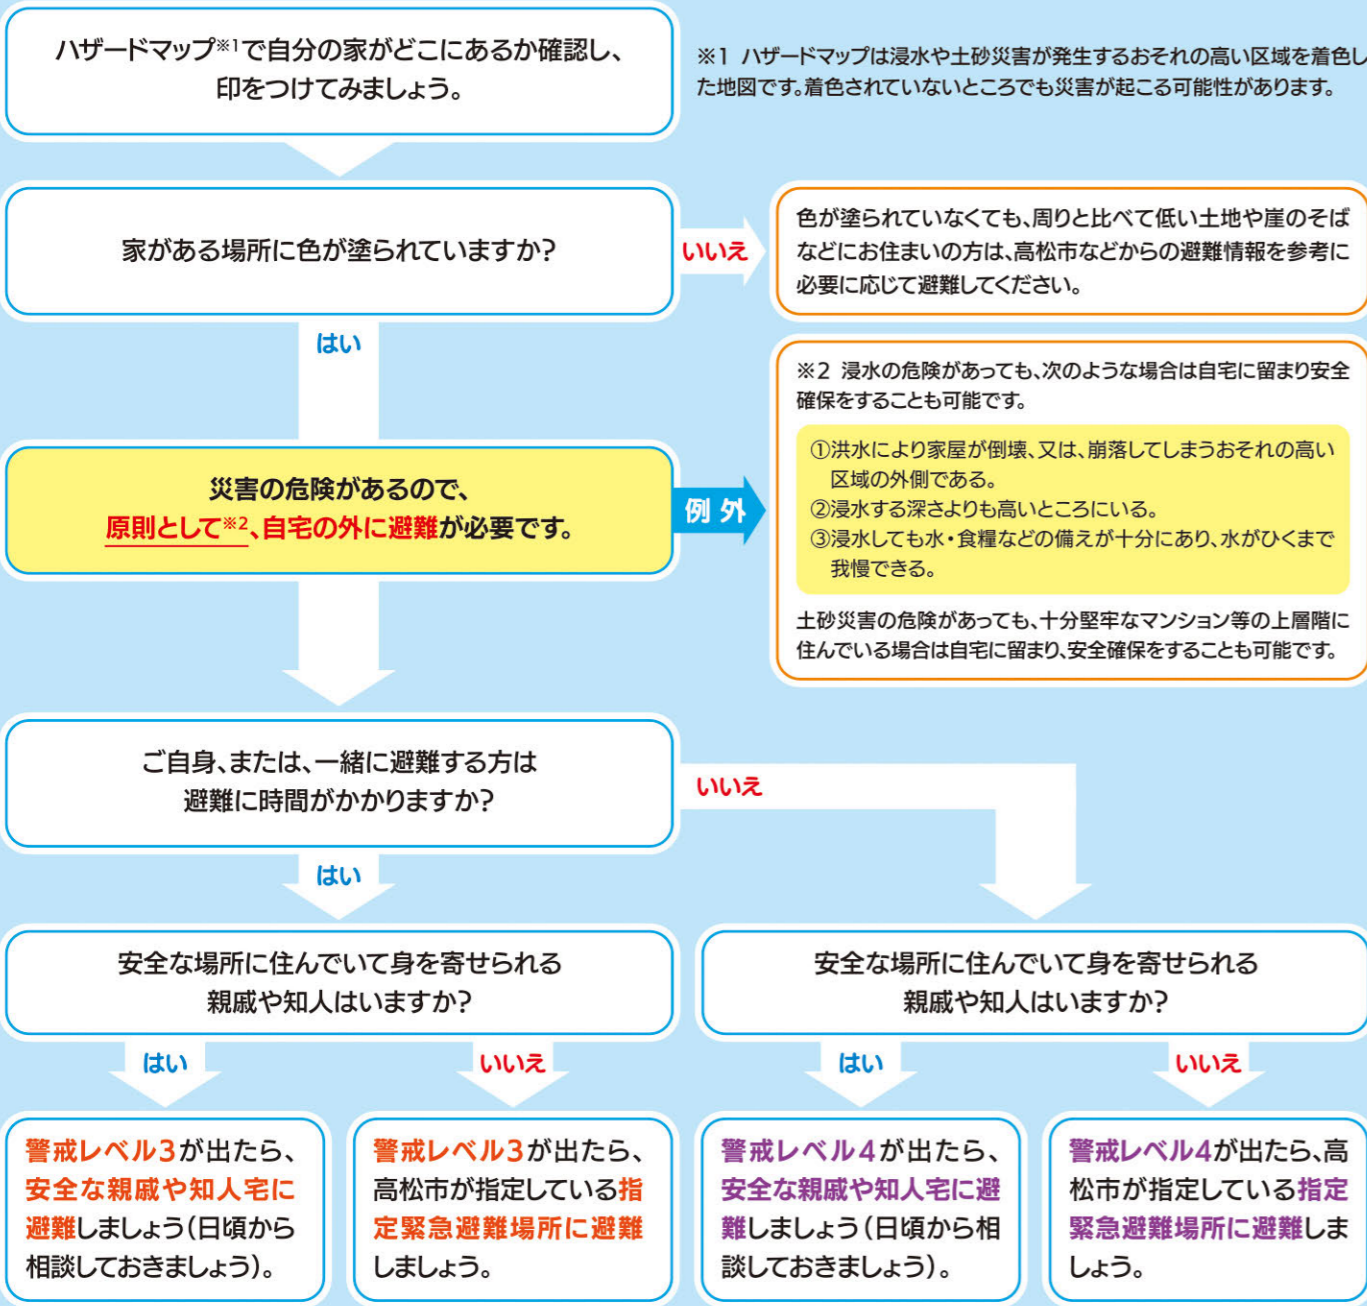 ハザードマップ※1で自分の家がどこにあるか確認し、
印をつけてみましょう。
※1 ハザードマップは浸水や土砂災害が発生するおそれの高い区域を着色し
た地図です。着色されていないところでも災害が起こる可能性があります。
家がある場所に色が塗られていますか?
いいえ
色が塗られていなくても、周りと比べて低い土地や崖のそば
などにお住まいの方は、高松市などからの避難情報を参考に
必要に応じて避難してください。
はい
災害の危険があるので、
原則として※2、自宅の外に避難が必要です。
例外
※2 浸水の危険があっても、次のような場合は自宅に留まり安全
確保をすることも可能です。
①洪水により家屋が倒壊、又は、崩落してしまうおそれの高い
区域の外側である。
②浸水する深さよりも高いところにいる。
③浸水しても水・食糧などの備えが十分にあり、水がひくまで
我慢できる。
土砂災害の危険があっても、十分堅牢なマンション等の上層階に
住んでいる場合は自宅に留まり、安全確保をすることも可能です。
ご自身、または、一緒に避難する方は
避難に時間がかかりますか?
いいえ
はい
安全な場所に住んでいて身を寄せられる
親戚や知人はいますか?
安全な場所に住んでいて身を寄せられる
親戚や知人はいますか?
はい
いいえ
はい
いいえ
警戒レベル3が出たら、
安全な親戚や知人宅に
避難しましょう(日頃から
相談しておきましょう)。
警戒レベル3が出たら、
高松市が指定している指
定緊急避難場所に避難
しましょう。
警戒レベル4が出たら、
安全な親戚や知人宅に避
難しましょう(日頃から相
談しておきましょう)。
警戒レベル4が出たら、高
松市が指定している指定
緊急避難場所に避難しま
しょう。